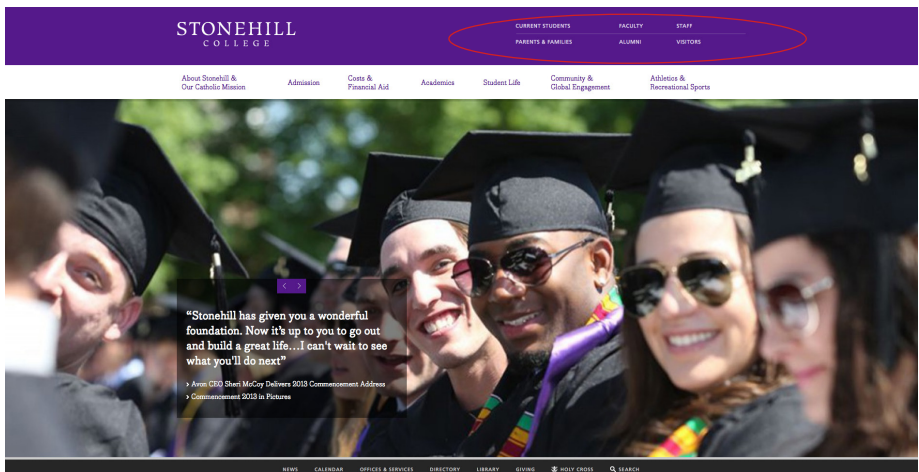 STONEHILL
COLLEGE
CURRENT STUDENTS FACULTY STAFF
PARENTS & FAMILIES ALUMNI VISITORS
About Stonehill &
Our Catholic Mission
Admission
Costs &
Financial Aid
Academics
Student Life
Community &
Global Engagement
Athletics &
Recreational Sports
“Stonehill has given you a wonderful
foundation. Now it’s up to you to go out
and build a great life...I can't wait to see
what you'll do next”
› Avon CEO Sheri McCoy Delivers 2013 Commencement Address
› Commencement 2013 in Pictures
NEWS CALENDAR OFFICES & SERVICES DIRECTORY LIBRARY GIVING HOLY CROSS SEARCH